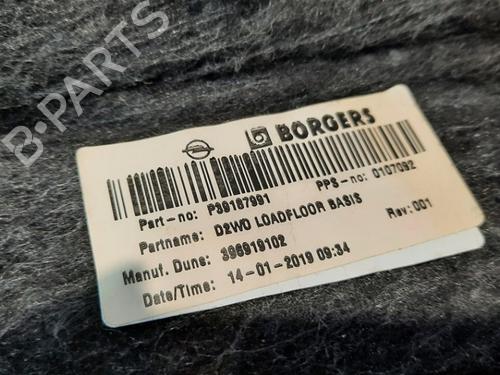 B-PARTS
BORGERS
Part-no: P39187991 PPS-no: 0107092
Partname: D2WO LOADFLOOR BASIS
Manuf. Duns: 396919102 Rev: 001
Date/Time: 14-01-2019 09:34